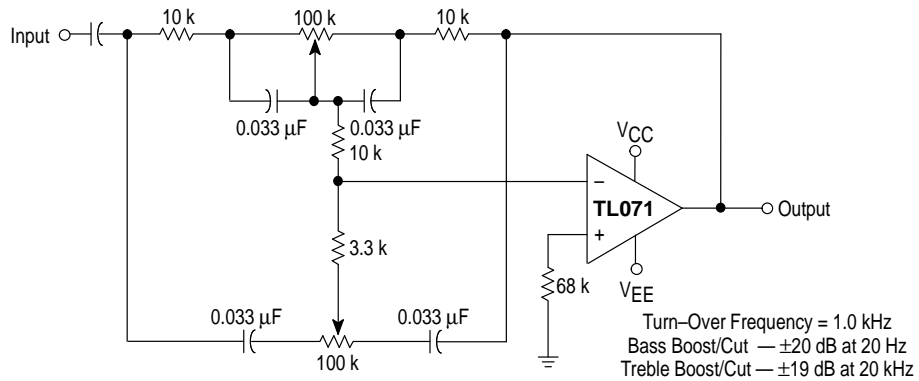 10 k
100 k
10 k
Input
0.033 µF
0.033 µF
10 k
VCC
TL071
–
+
Output
3.3 k
68 k
VEE
0.033 µF
0.033 µF
100 k
Turn–Over Frequency = 1.0 kHz
Bass Boost/Cut — ±20 dB at 20 Hz
Treble Boost/Cut — ±19 dB at 20 kHz